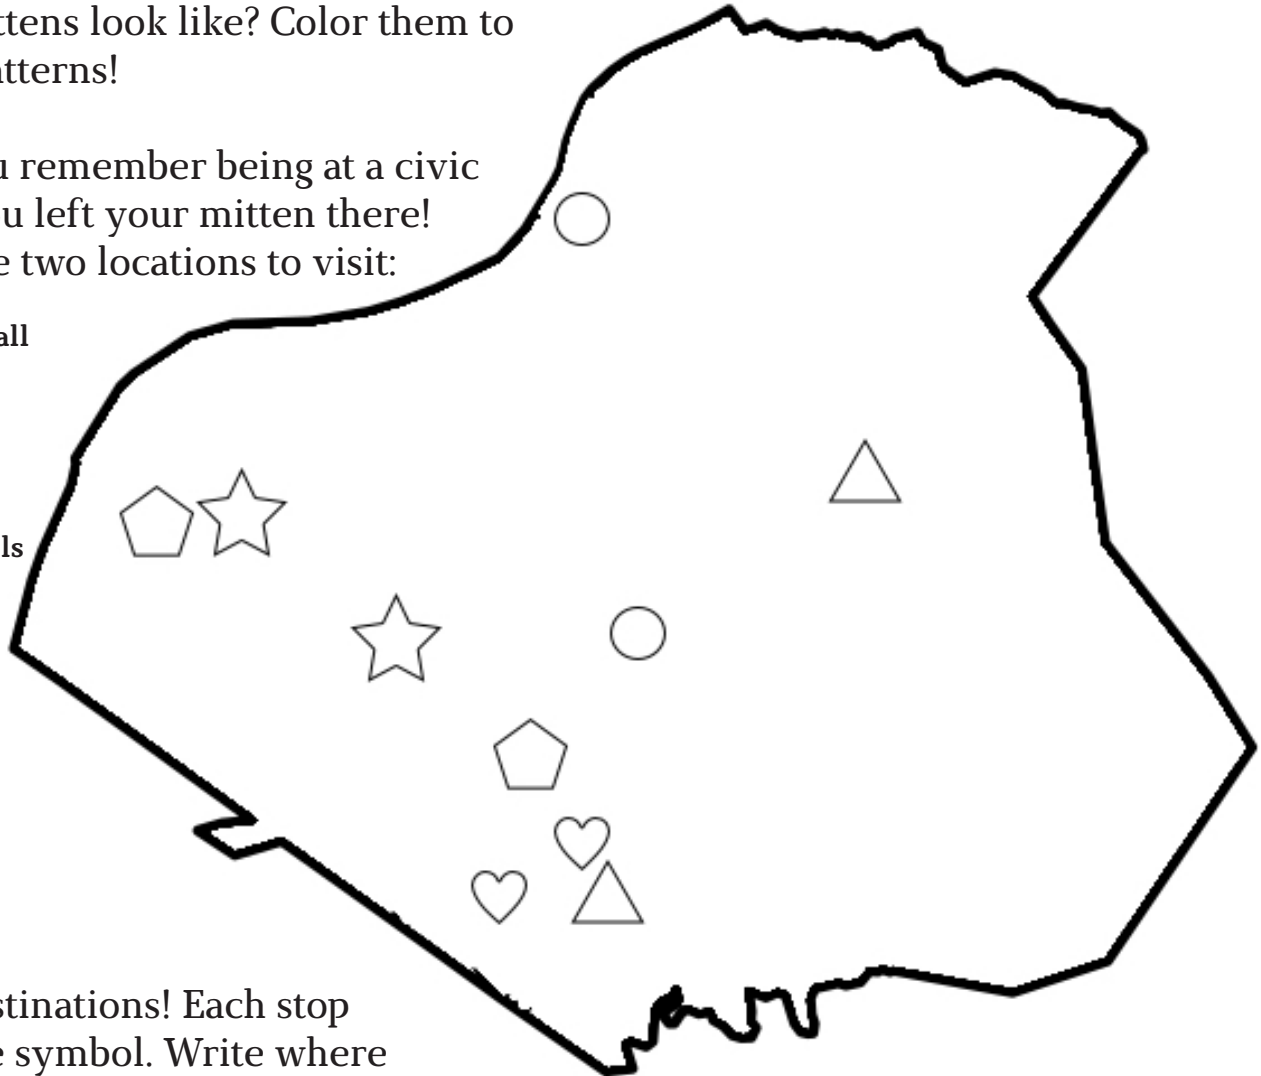 ttens look like? Color them to
atterns!
u remember being at a civic
u left your mitten there!
e two locations to visit:
all
ls
stinations! Each stop
e symbol. Write where